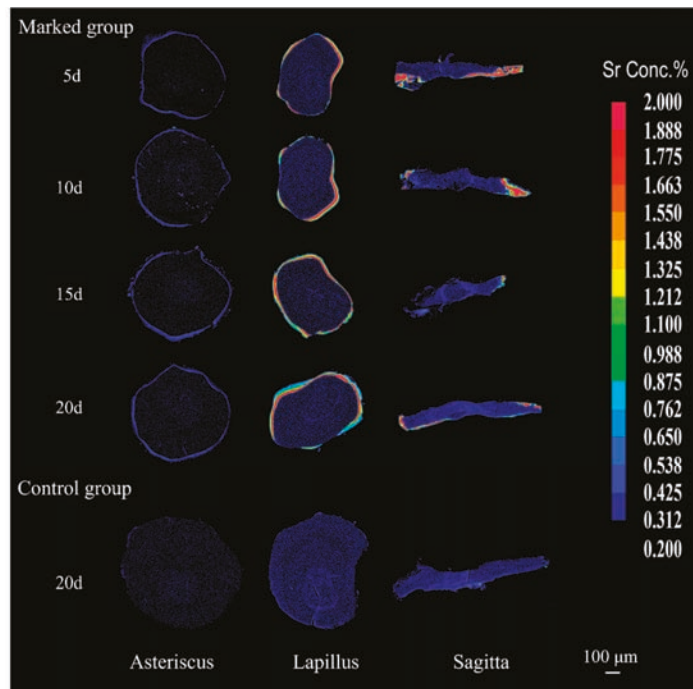 Marked group
5d
10d
15d
20d
Control group
20d
Asteriscus Lapillus Sagitta
100 μm
Sr Conc.%
2.000
1.888
1.775
1.663
1.550
1.438
1.325
1.212
1.100
0.988
0.875
0.762
0.650
0.538
0.425
0.312
0.200